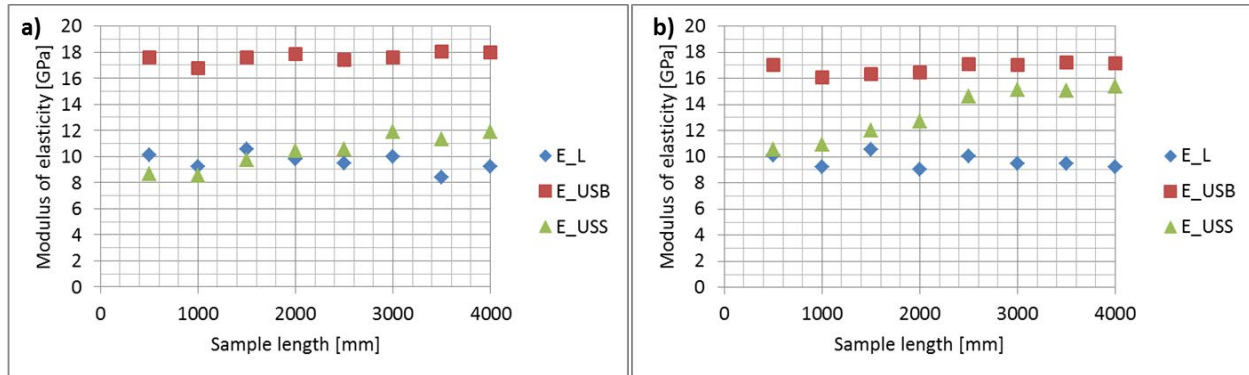 a)
Modulus of elasticity [GPa]
20
18
16
14
12
10
8
6
4
2
0
0 1000 2000 3000 4000
Sample length [mm]
E_L
E_USB
E_USS
b)
Modulus of elasticity [GPa]
20
18
16
14
12
10
8
6
4
2
0
0 1000 2000 3000 4000
Sample length [mm]
E_L
E_USB
E_USS